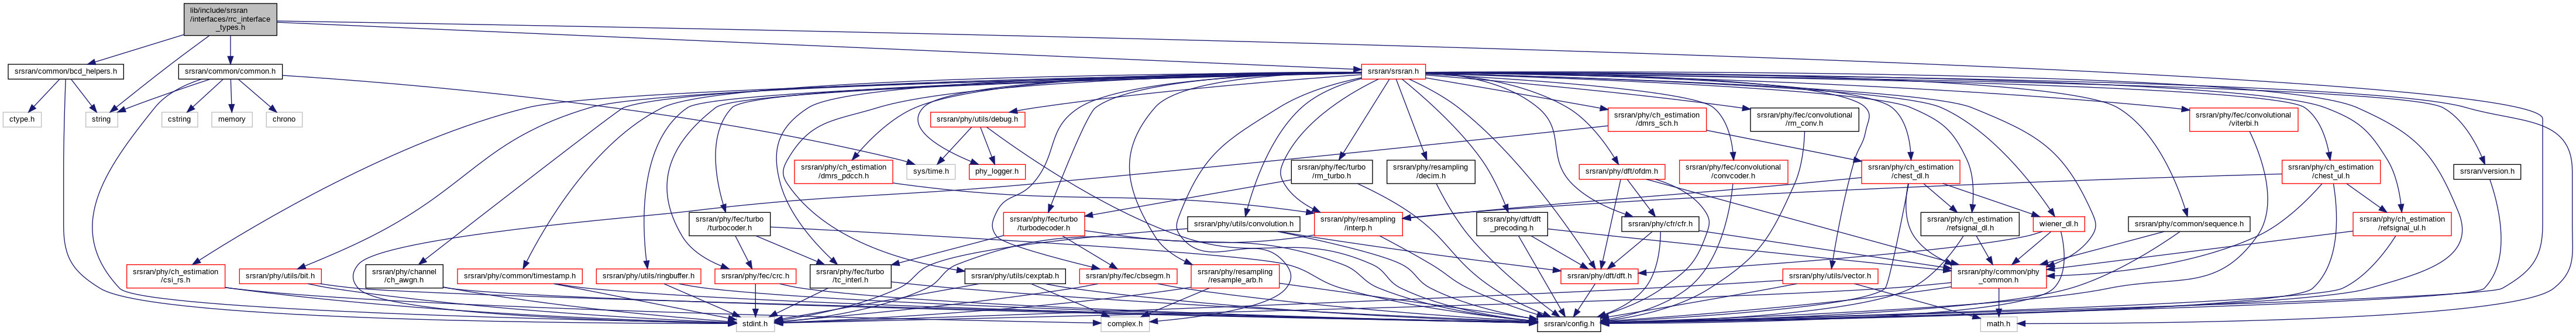 lib/include/srsran
/interfaces/rrc_interface
_types.h
srsran/common/bcd_helpers.h
srsran/common/common.h
srsran/srsran.h
ctype.h
string
cstring
memory
chrono
srsran/phy/utils/debug.h
srsran/phy/ch_estimation
/dmrs_sch.h
srsran/phy/fec/convolutional
/rm_conv.h
srsran/phy/fec/convolutional
/viterbi.h
srsran/phy/ch_estimation
/dmrs_pdcch.h
sys/time.h
phy_logger.h
srsran/phy/fec/turbo
/rm_turbo.h
srsran/phy/resampling
/decim.h
srsran/phy/dft/ofdm.h
srsran/phy/fec/convolutional
/convcoder.h
srsran/phy/ch_estimation
/chest_dl.h
srsran/phy/ch_estimation
/chest_ul.h
srsran/version.h
srsran/phy/fec/turbo
/turbocoder.h
srsran/phy/fec/turbo
/turbodecoder.h
srsran/phy/utils/convolution.h
srsran/phy/resampling
/interp.h
srsran/phy/dft/dft
_precoding.h
srsran/phy/cfr/cfr.h
srsran/phy/ch_estimation
/refsignal_dl.h
wiener_dl.h
srsran/phy/common/sequence.h
srsran/phy/ch_estimation
/refsignal_ul.h
srsran/phy/ch_estimation
/csi_rs.h
srsran/phy/utils/bit.h
srsran/phy/channel
/ch_awgn.h
srsran/phy/common/timestamp.h
srsran/phy/utils/ringbuffer.h
srsran/phy/fec/crc.h
srsran/phy/fec/turbo
/tc_interl.h
srsran/phy/utils/cexptab.h
srsran/phy/fec/cbsegm.h
srsran/phy/resampling
/resample_arb.h
srsran/phy/dft/dft.h
srsran/phy/utils/vector.h
srsran/phy/common/phy
_common.h
stdint.h
complex.h
srsran/config.h
math.h